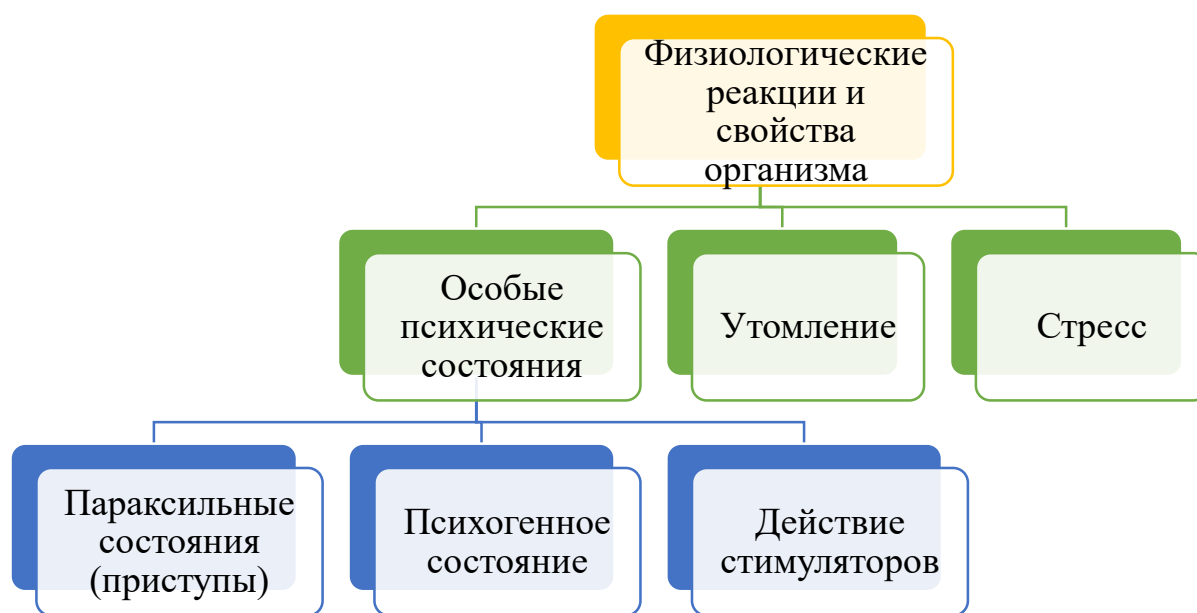 Физиологические
реакции и
свойства
организма
Особые
психические
состояния
Утомление
Стресс
Параксильные
состояния
(приступы)
Психогенное
состояние
Действие
стимуляторов